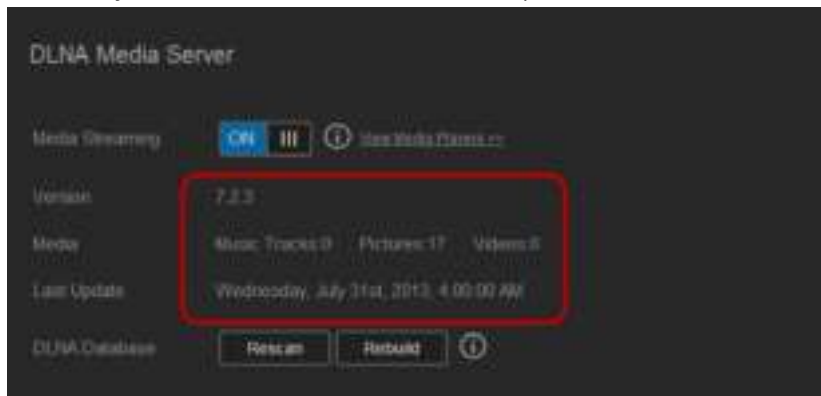 DLNA Media Server
Media Streaming ON View Media Players >>
Version 7.2.3
Media Music Tracks:0 Pictures:17 Videos:0
Last Update Wednesday, July 31st, 2013, 4:00:00 AM
DLNA Database Rescan Rebuild